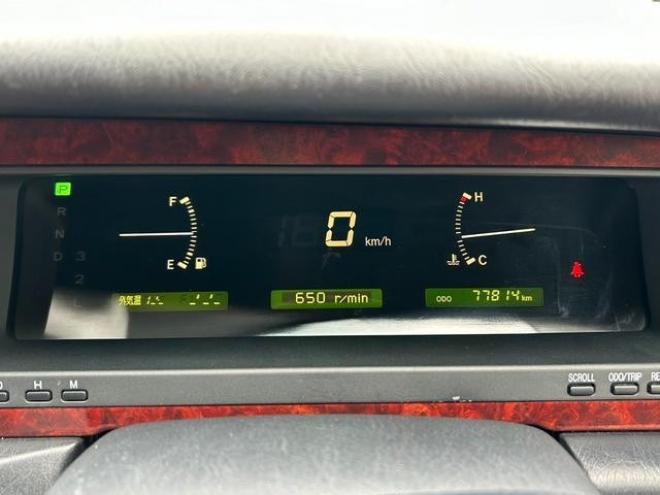 P
R
N
D 3
2
L
F
E
0 km/h
H
C
外気温
650 r/min
ODO 77814 km
H M
SCROLL ODO/TRIP